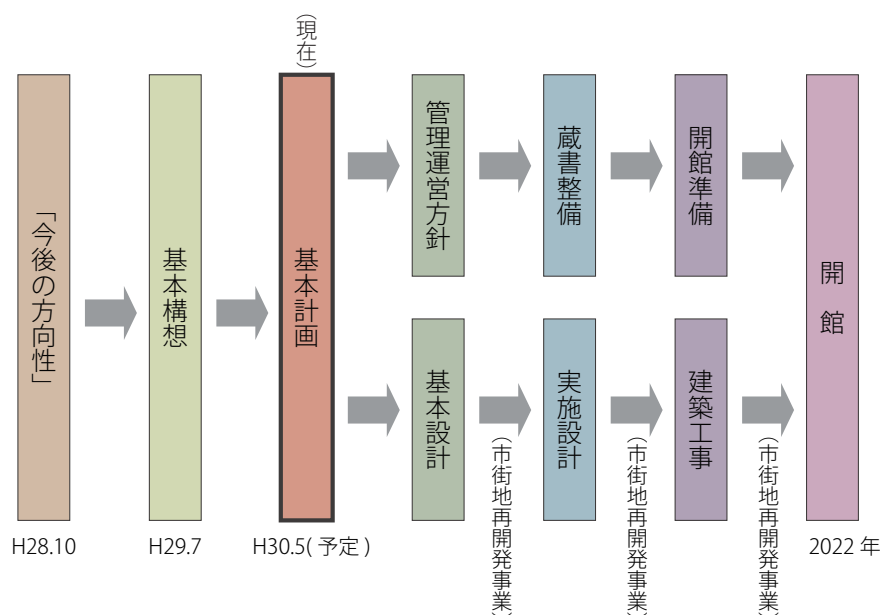 (現在)
「今後の方向性」
基本構想
基本計画
管理運営方針
蔵書整備
開館準備
基本設計
実施設計
建築工事
開館
(市街地再開発事業)
(市街地再開発事業)
(市街地再開発事業)
H28.10
H29.7
H30.5(予定)
2022年